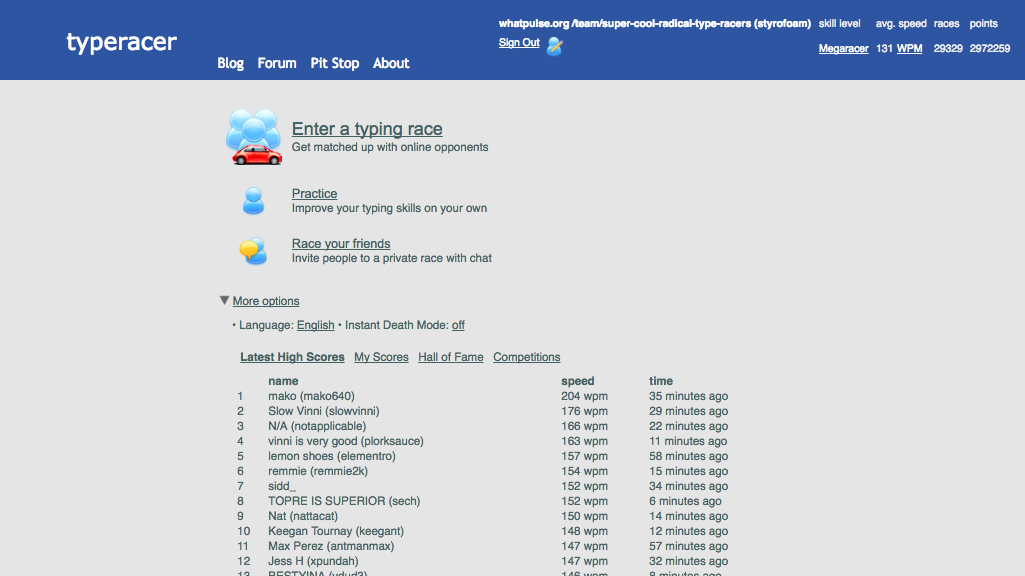 typeracer
Blog Forum Pit Stop About
whatpulse.org /team/super-cool-radical-type-racers (styrofoam) skill level avg. speed races points
Sign Out
Megaracer 131 WPM 29329 2972259
Enter a typing race
Get matched up with online opponents
Practice
Improve your typing skills on your own
Race your friends
Invite people to a private race with chat
▼ More options
• Language: English • Instant Death Mode: off
Latest High Scores My Scores Hall of Fame Competitions
name speed time
1 mako (mako640) 204 wpm 35 minutes ago
2 Slow Vinni (slowvinni) 176 wpm 29 minutes ago
3 N/A (notapplicable) 166 wpm 22 minutes ago
4 vinni is very good (plorksauce) 163 wpm 11 minutes ago
5 lemon shoes (elementro) 157 wpm 58 minutes ago
6 remmie (remmie2k) 154 wpm 15 minutes ago
7 sidd_ 152 wpm 34 minutes ago
8 TOPRE IS SUPERIOR (sech) 152 wpm 6 minutes ago
9 Nat (nattacat) 150 wpm 14 minutes ago
10 Keegan Tournay (keegant) 148 wpm 12 minutes ago
11 Max Perez (antmanmax) 147 wpm 57 minutes ago
12 Jess H (xpundah) 147 wpm 32 minutes ago
13 146 wpm 8 minutes ago